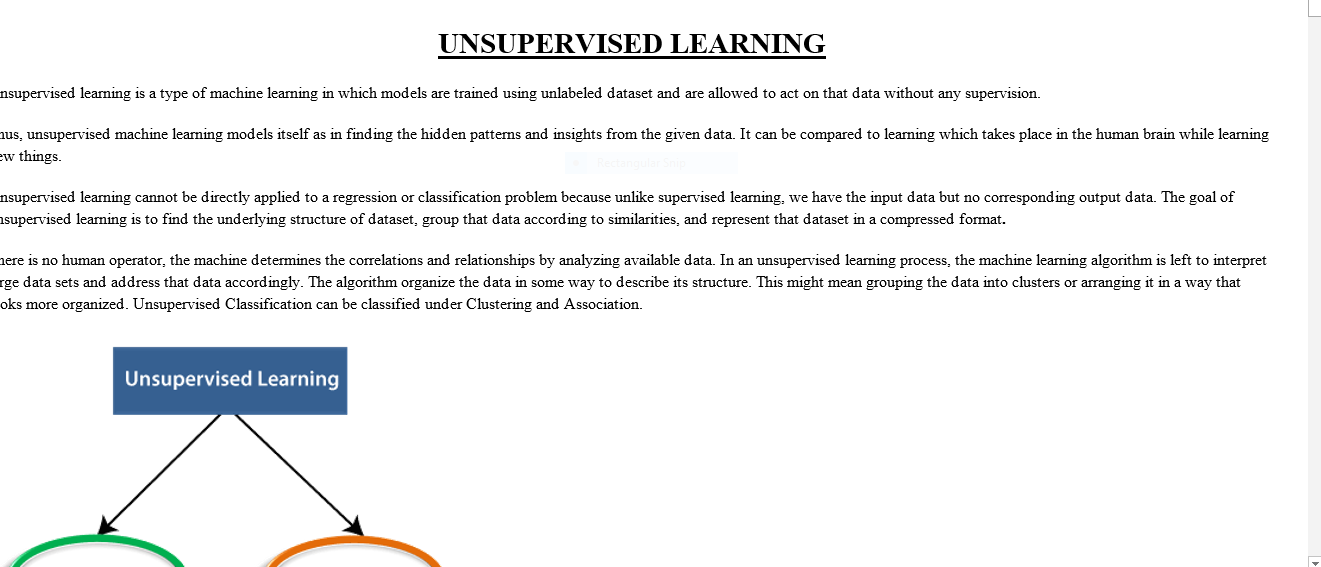 UNSUPERVISED LEARNING
nsupervised learning is a type of machine learning in which models are trained using unlabeled dataset and are allowed to act on that data without any supervision.
hus, unsupervised machine learning models itself as in finding the hidden patterns and insights from the given data. It can be compared to learning which takes place in the human brain while learning
ew things.
Rectangular Snip
nsupervised learning cannot be directly applied to a regression or classification problem because unlike supervised learning, we have the input data but no corresponding output data. The goal of
nsupervised learning is to find the underlying structure of dataset, group that data according to similarities, and represent that dataset in a compressed format.
here is no human operator, the machine determines the correlations and relationships by analyzing available data. In an unsupervised learning process, the machine learning algorithm is left to interpret
rge data sets and address that data accordingly. The algorithm organize the data in some way to describe its structure. This might mean grouping the data into clusters or arranging it in a way that
oks more organized. Unsupervised Classification can be classified under Clustering and Association.
Unsupervised Learning